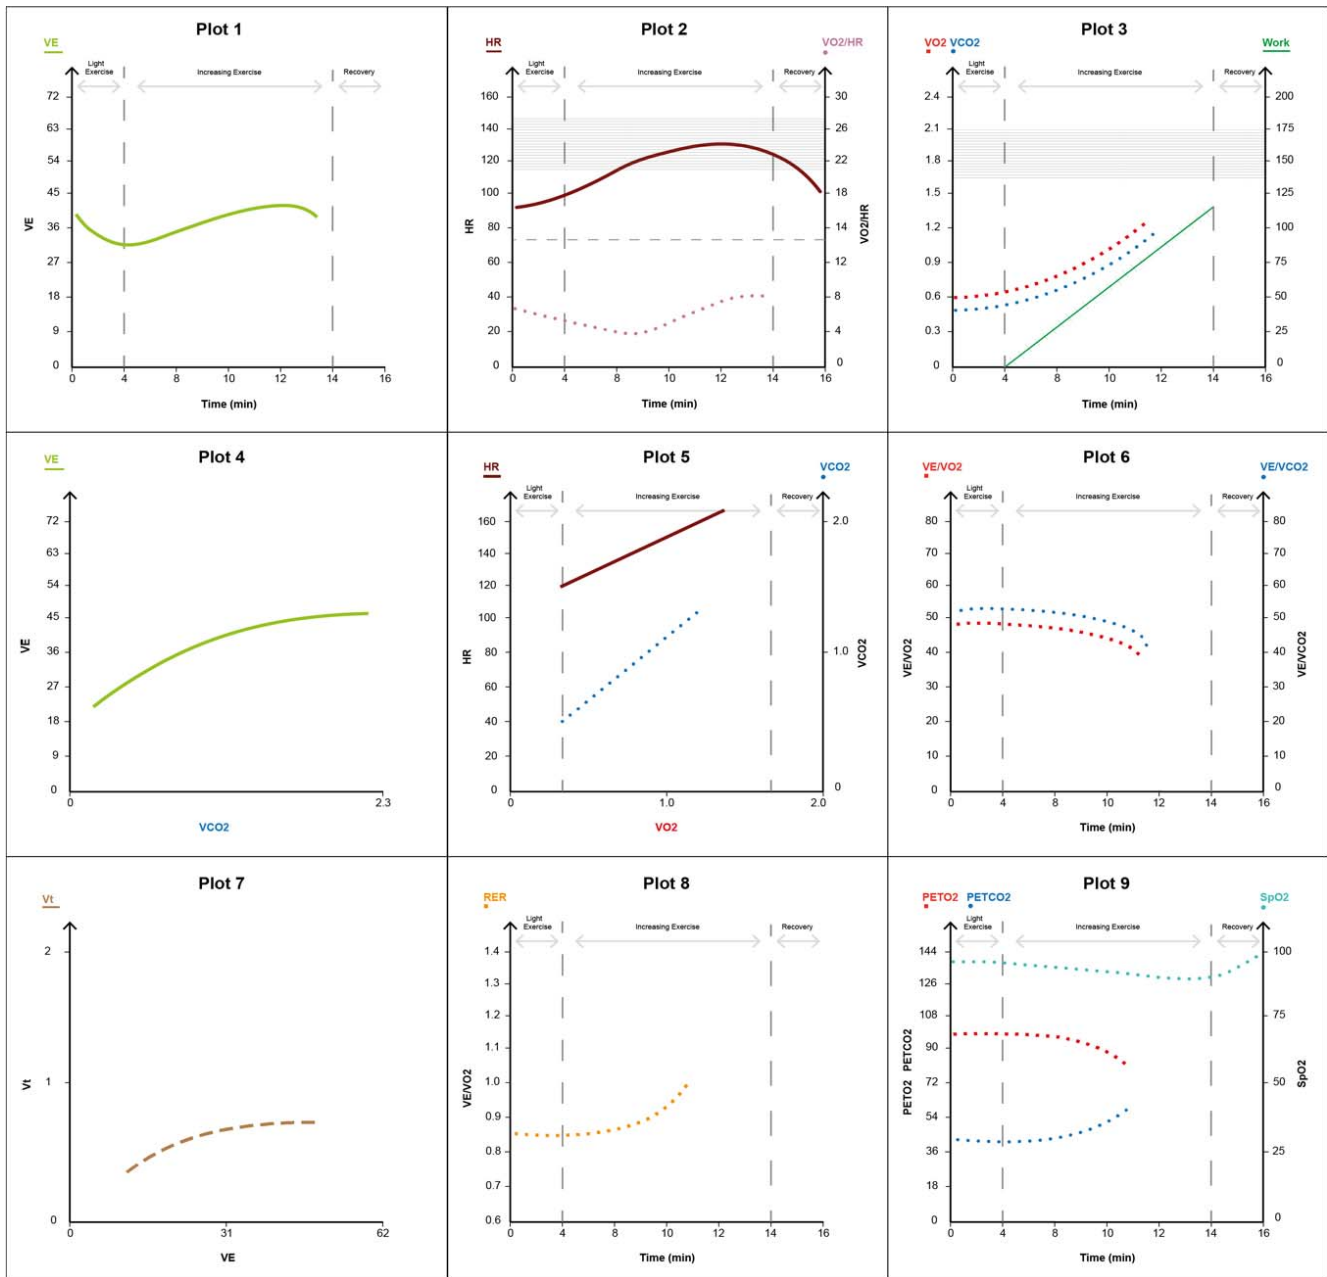 Plot 1
VE
Light
Exercise
Increasing Exercise
Recovery
72
63
54
45
36
27
18
9
0
VE
0 4 8 10 12 14 16
Time (min)
Plot 2
HR
VO2/HR
Light
Exercise
Increasing Exercise
Recovery
160
140
120
100
80
60
40
20
0
HR
30
26
22
18
14
12
8
4
0
VO2/HR
0 4 8 10 12 14 16
Time (min)
Plot 3
VO2 VCO2
Work
Light
Exercise
Increasing Exercise
Recovery
2.4
2.1
1.8
1.5
1.2
0.9
0.6
0.3
0
200
175
150
125
100
75
50
25
0
0 4 8 10 12 14 16
Time (min)
Plot 4
VE
72
63
54
45
36
27
18
9
0
VE
0 2.3
VCO2
Plot 5
HR
VCO2
Light
Exercise
Increasing Exercise
Recovery
160
140
120
100
80
60
40
20
0
HR
2.0
1.0
0
VCO2
0 1.0 2.0
VO2
Plot 6
VE/VO2
VE/VCO2
Light
Exercise
Increasing Exercise
Recovery
80
70
60
50
40
30
20
10
0
VE/VO2
80
70
60
50
40
30
20
10
0
VE/VCO2
0 4 10 12 14 16
Time (min)
Plot 7
Vt
2
1
0
Vt
0 31 62
VE
Plot 8
RER
Light
Exercise
Increasing Exercise
Recovery
1.4
1.3
1.2
1.1
1.0
0.9
0.8
0.7
0.6
VE/VO2
0 4 8 10 12 14 16
Time (min)
Plot 9
PETO2 PETCO2
SpO2
Light
Exercise
Increasing Exercise
Recovery
144
126
108
90
72
54
36
18
0
PETO2 PETCO2
100
75
50
25
0
SpO2
0 4 8 10 12 14 16
Time (min)